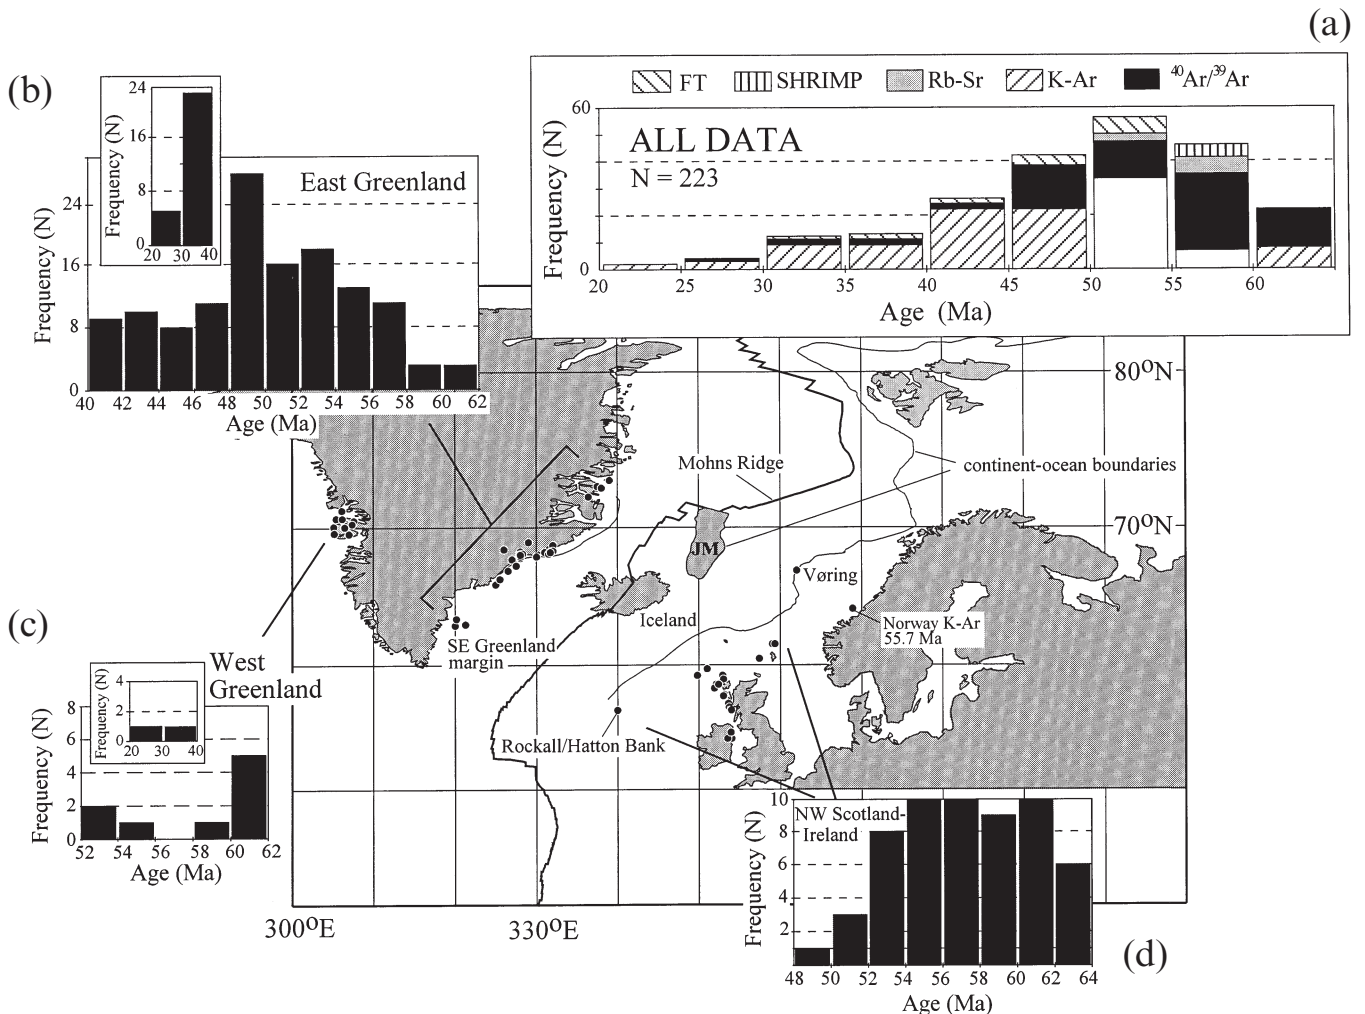 (a)
FT SHRIMP Rb-Sr K-Ar ⁴⁰Ar/³⁹Ar
ALL DATA
N = 223
Frequency (N)
60
0
20 25 30 35 40 45 50 55 60
Age (Ma)
(b)
East Greenland
Frequency (N)
24
16
8
0
40 42 44 46 48 50 52 54 56 58 60 62
Age (Ma)
Frequency (N)
24
16
8
0
20 30 40
80ºN
Mohns Ridge
continent-ocean boundaries
70ºN
JM
Vøring
Iceland
Norway K-Ar
55.7 Ma
SE Greenland
margin
Rockall/Hatton Bank
300ºE
330ºE
(c)
West
Greenland
Frequency (N)
4
2
0
20 30 40
Frequency (N)
8
6
4
2
0
52 54 56 58 60 62
Age (Ma)
NW Scotland-
Ireland
Frequency (N)
10
8
6
4
2
48 50 52 54 56 58 60 62 64
Age (Ma)
(d)